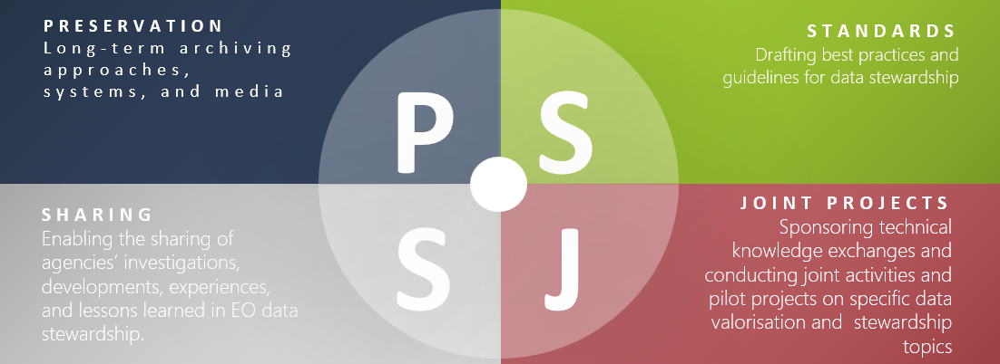 PRESERVATION
Long-term archiving
approaches,
systems, and media
STANDARDS
Drafting best practices and
guidelines for data stewardship
P
S
SHARING
Enabling the sharing of
agencies’ investigations,
developments, experiences,
and lessons learned in EO data
stewardship.
S
J
JOINT PROJECTS
Sponsoring technical
knowledge exchanges and
conducting joint activities and
pilot projects on specific data
valorisation and  stewardship
topics